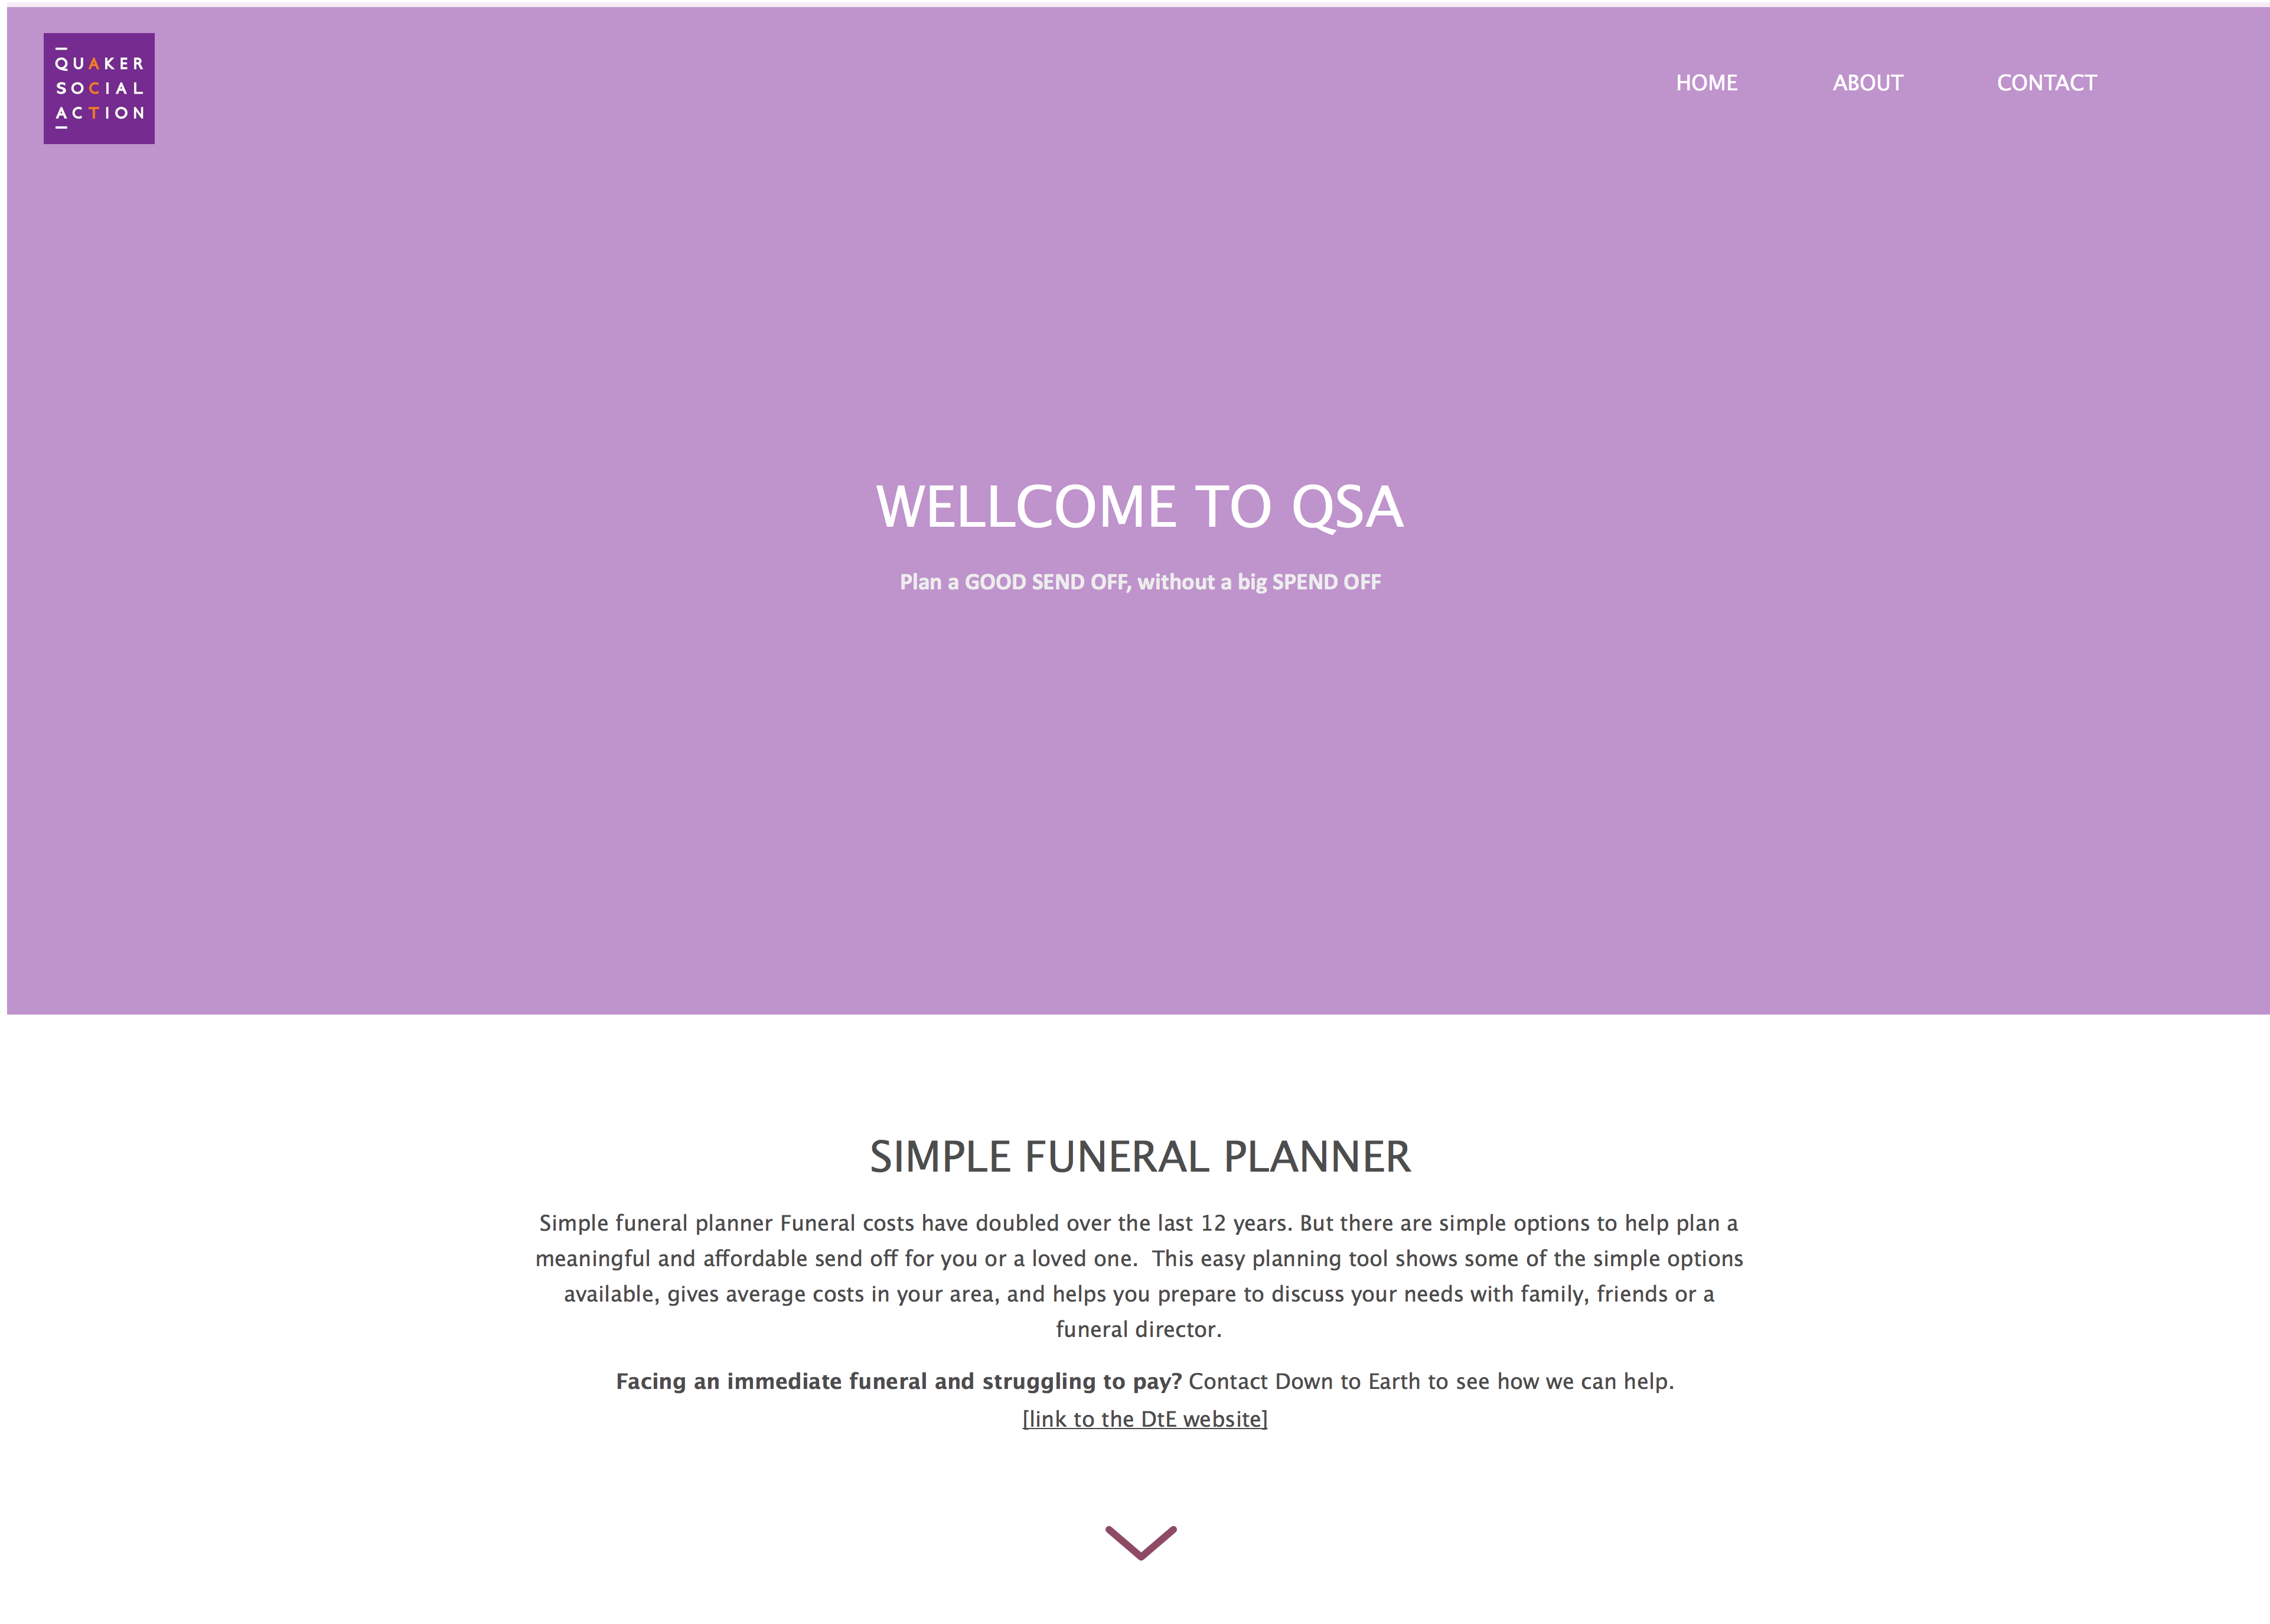 QUAKER
SOCIAL
ACTION
HOME ABOUT CONTACT
WELLCOME TO QSA
Plan a GOOD SEND OFF, without a big SPEND OFF
SIMPLE FUNERAL PLANNER
Simple funeral planner Funeral costs have doubled over the last 12 years. But there are simple options to help plan a
meaningful and affordable send off for you or a loved one.  This easy planning tool shows some of the simple options
available, gives average costs in your area, and helps you prepare to discuss your needs with family, friends or a
funeral director.
Facing an immediate funeral and struggling to pay? Contact Down to Earth to see how we can help.
[link to the DtE website]